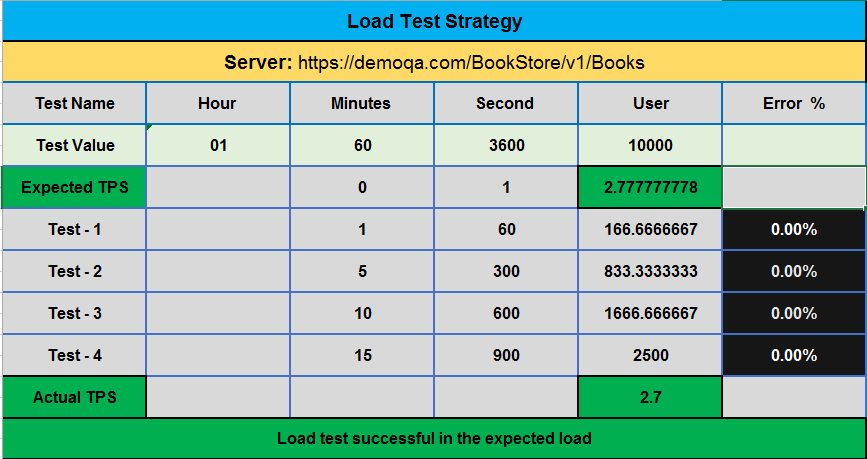 Load Test Strategy
Server: https://demoqa.com/BookStore/v1/Books
Test Name Hour Minutes Second User Error %
Test Value 01 60 3600 10000
Expected TPS 0 1 2.777777778
Test - 1 1 60 166.6666667 0.00%
Test - 2 5 300 833.3333333 0.00%
Test - 3 10 600 1666.666667 0.00%
Test - 4 15 900 2500 0.00%
Actual TPS 2.7
Load test successful in the expected load